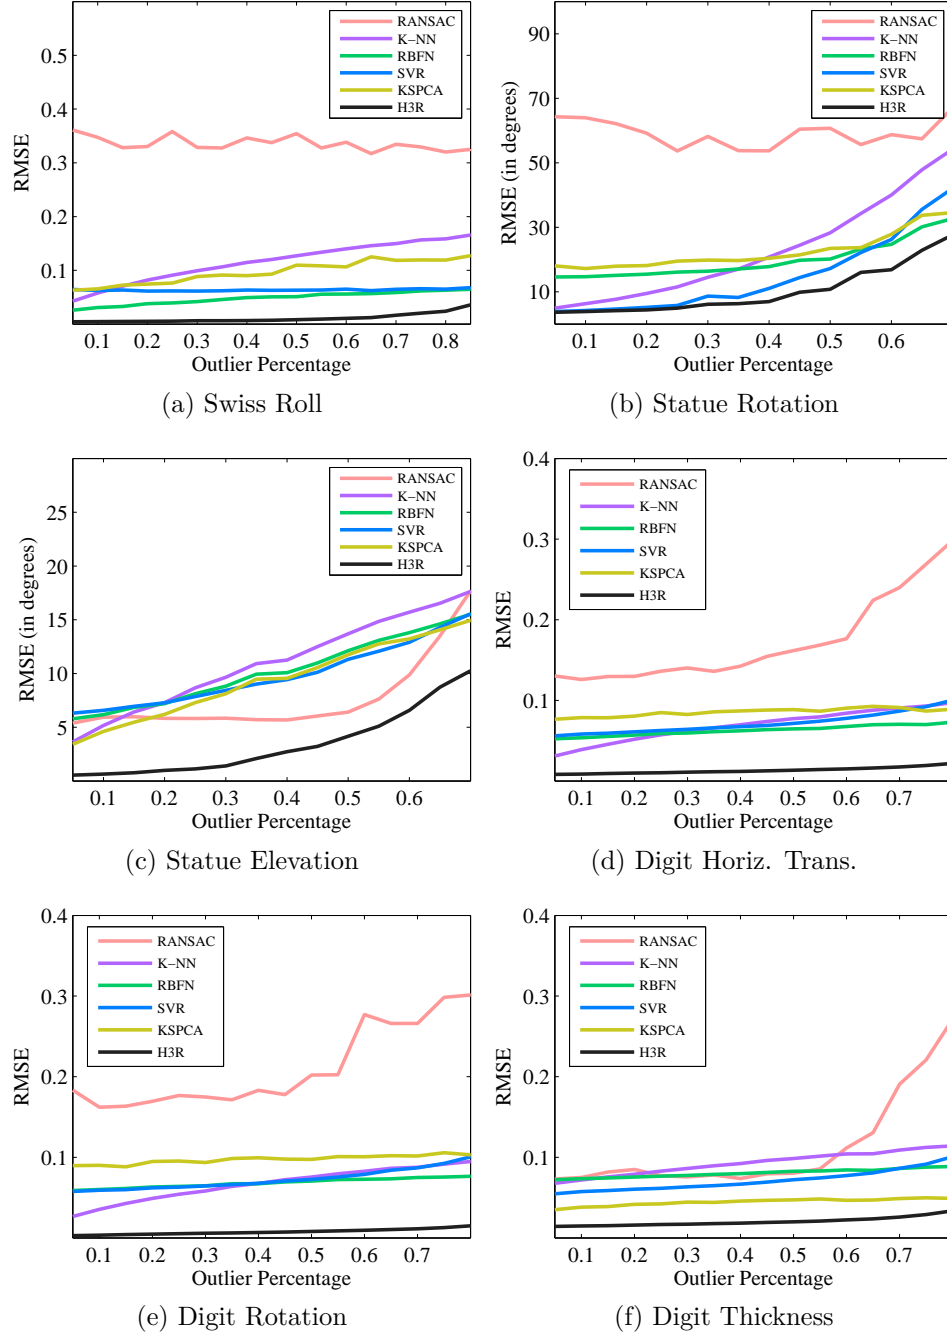 RANSAC
K−NN
RBFN
SVR
KSPCA
H3R
0.5
0.4
0.3
0.2
0.1
RMSE
0.1 0.2 0.3 0.4 0.5 0.6 0.7 0.8
Outlier Percentage
(a) Swiss Roll
RANSAC
K−NN
RBFN
SVR
KSPCA
H3R
90
70
50
30
10
RMSE (in degrees)
0.1 0.2 0.3 0.4 0.5 0.6
Outlier Percentage
(b) Statue Rotation
RANSAC
K−NN
RBFN
SVR
KSPCA
H3R
25
20
15
10
5
RMSE (in degrees)
0.1 0.2 0.3 0.4 0.5 0.6
Outlier Percentage
(c) Statue Elevation
RANSAC
K−NN
RBFN
SVR
KSPCA
H3R
0.4
0.3
0.2
0.1
RMSE
0.1 0.2 0.3 0.4 0.5 0.6 0.7
Outlier Percentage
(d) Digit Horiz. Trans.
RANSAC
K−NN
RBFN
SVR
KSPCA
H3R
0.4
0.3
0.2
0.1
0
RMSE
0.1 0.2 0.3 0.4 0.5 0.6 0.7
Outlier Percentage
(e) Digit Rotation
RANSAC
K−NN
RBFN
SVR
KSPCA
H3R
0.4
0.3
0.2
0.1
0
RMSE
0.1 0.2 0.3 0.4 0.5 0.6 0.7
Outlier Percentage
(f) Digit Thickness